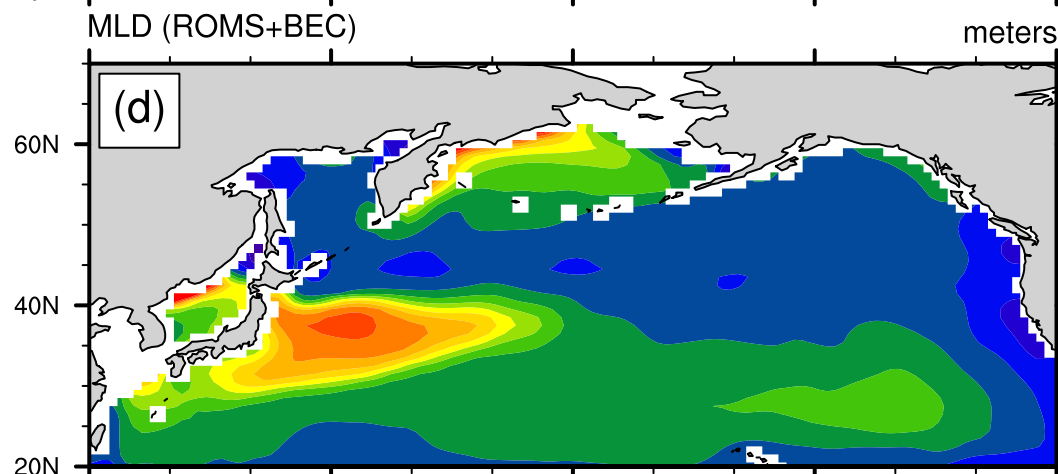 MLD (ROMS+BEC)
meters
(d)
60N
40N
20N